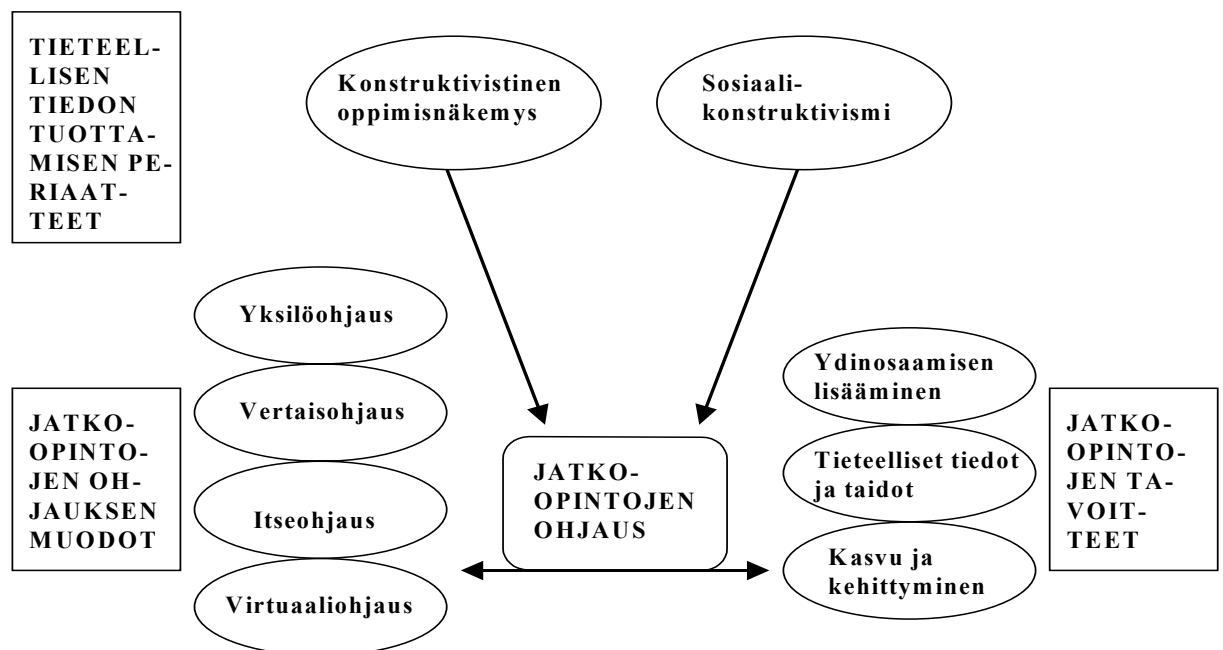 TIETEEL-
LISEN
TIEDON
TUOTTA-
MISEN PE-
RIAAT-
TEET
Konstruktivistinen
oppimisnäkemys
Sosiaali-
konstruktivismi
JATKO-
OPINTO-
JEN OH-
JAUKSEN
MUODOT
Yksilöohjaus
Vertaisohjaus
Itseohjaus
Virtuaaliohjaus
JATKO-
OPINTOJEN
OHJAUS
Ydinosaamisen
lisääminen
Tieteelliset tiedot
ja taidot
Kasvu ja
kehittyminen
JATKO-
OPINTO-
JEN TA-
VOIT-
TEET